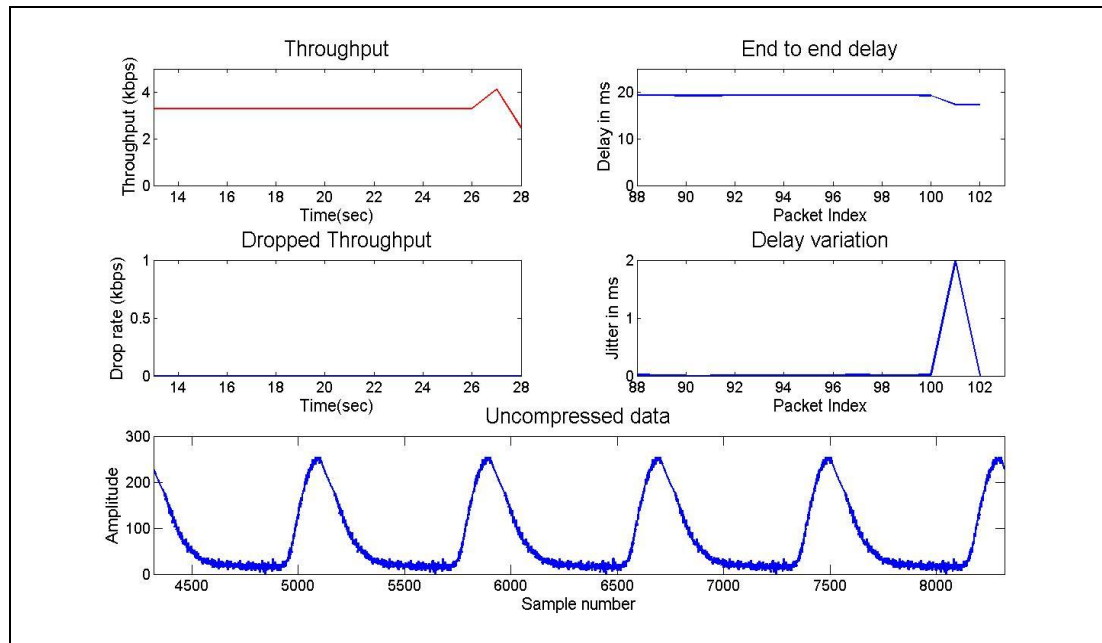 Throughput
Throughput (kbps)
4
2
0
14 16 18 20 22 24 26 28
Time(sec)
End to end delay
Delay in ms
20
10
0
88 90 92 94 96 98 100 102
Packet Index
Dropped Throughput
Drop rate (kbps)
1
0.5
0
14 16 18 20 22 24 26 28
Time(sec)
Delay variation
Jitter in ms
2
1
0
88 90 92 94 96 98 100 102
Packet Index
Uncompressed data
Amplitude
300
200
100
0
4500 5000 5500 6000 6500 7000 7500 8000
Sample number